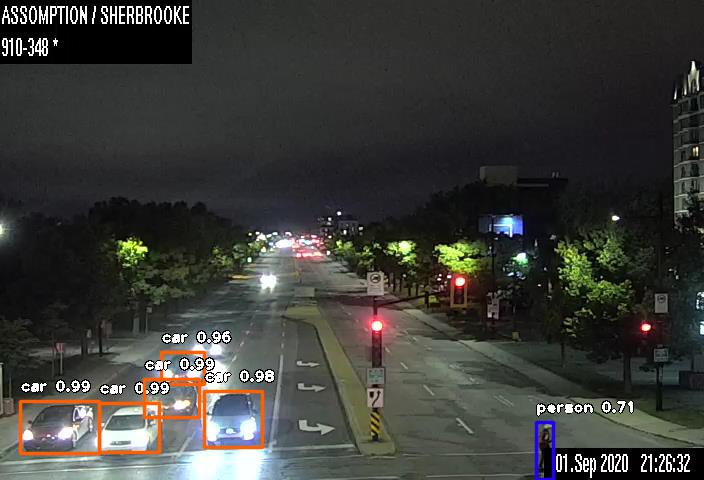 ASSOMPTION / SHERBROOKE
910-348 *
car 0.96
car 0.99
car 0.98
car 0.99
car 0.99
person 0.71
01.Sep 2020 21:26:32